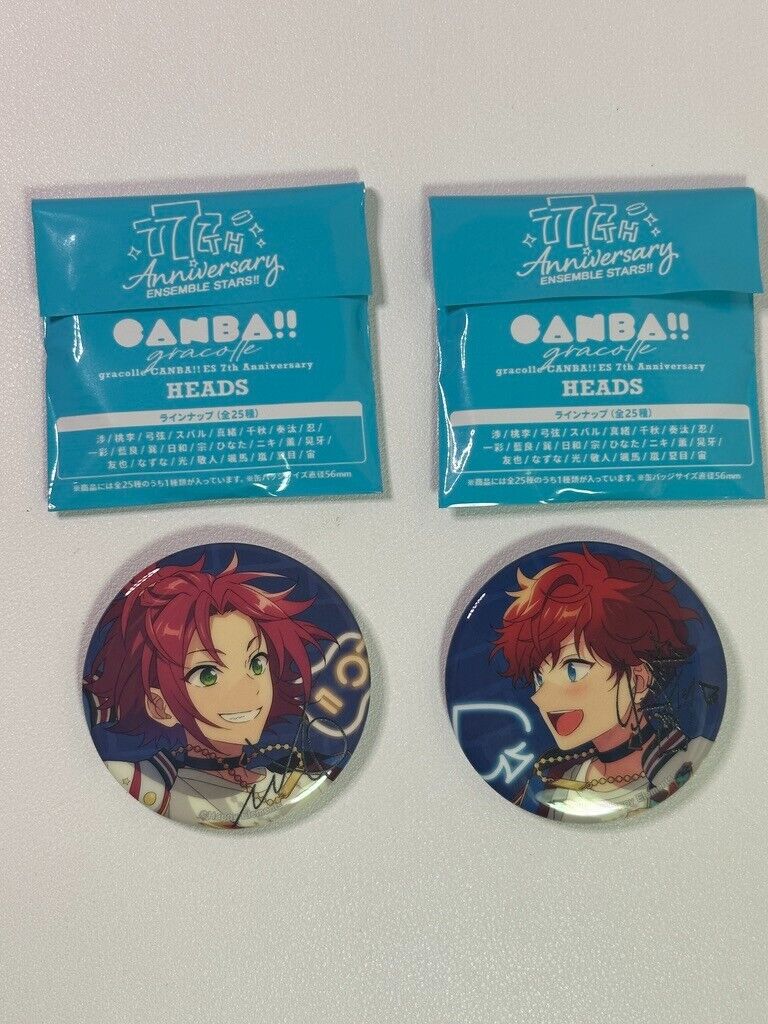 7TH
Anniversary
ENSEMBLE STARS!!
CANBA!!
gracolle
gracolle CANBA!! ES 7th Anniversary
HEADS
ラインナップ(全25種)
渉/桃李/弓弦/スバル/真緒/千秋/奏汰/忍/
一彩/藍良/巽/日和/宗/ひなた/ニキ/薫/晃牙/
友也/なずな/光/敬人/颯馬/嵐/夏目/宙
※商品には全25種のうち1種類が入っています。※缶バッジサイズ直径56mm
7TH
Anniversary
ENSEMBLE STARS!!
CANBA!!
gracolle
gracolle CANBA!! ES 7th Anniversary
HEADS
ラインナップ(全25種)
渉/桃李/弓弦/スバル/真緒/千秋/奏汰/忍/
一彩/藍良/巽/日和/宗/ひなた/ニキ/薫/晃牙/
友也/なずな/光/敬人/颯馬/嵐/夏目/宙
※商品には全25種のうち1種類が入っています。※缶バッジサイズ直径56mm